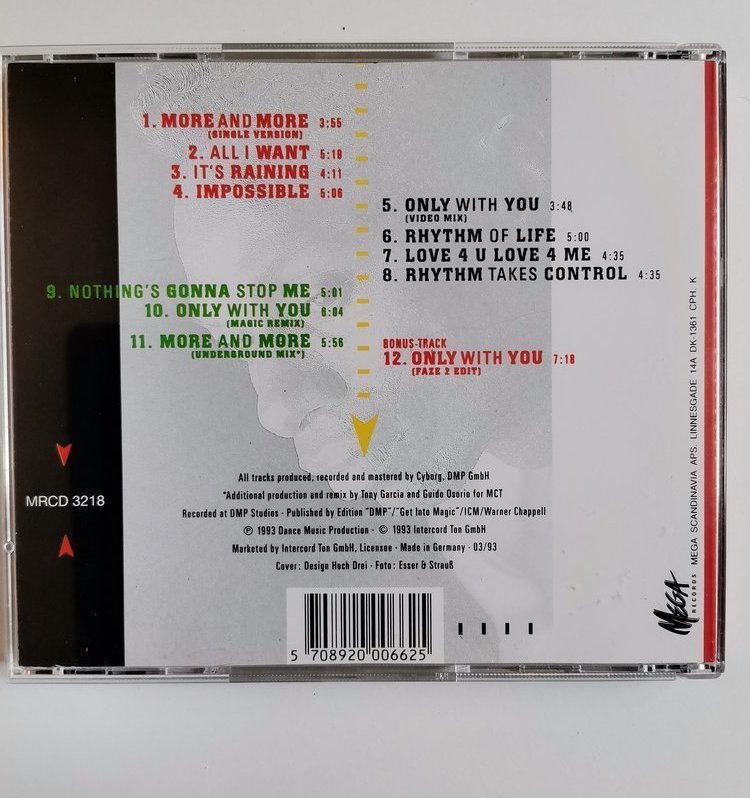 1. MORE AND MORE 3:55
(SINGLE VERSION)
2. ALL I WANT 5:19
3. IT'S RAINING 4:11
4. IMPOSSIBLE 5:06
5. ONLY WITH YOU 3:48
(VIDEO MIX)
6. RHYTHM OF LIFE 5:00
7. LOVE 4 U LOVE 4 ME 4:35
8. RHYTHM TAKES CONTROL 4:35
9. NOTHING'S GONNA STOP ME 5:01
10. ONLY WITH YOU 6:04
(MAGIC REMIX)
11. MORE AND MORE 5:56
(UNDERGROUND MIX*)
BONUS-TRACK
12. ONLY WITH YOU 7:18
(FAZE 2 EDIT)
MRCD 3218
All tracks produced, recorded and mastered by Cyborg, DMP GmbH
*Additional production and remix by Tony Garcia and Guido Osorio for MCT
Recorded at DMP Studios · Published by Edition "DMP"/"Get Into Magic"/ICM/Warner Chappell
℗ 1993 Dance Music Production · © 1993 Intercord Ton GmbH
Marketed by Intercord Ton GmbH, Licensee · Made in Germany · 03/93
Cover: Design Hoch Drei · Foto: Esser & Strauß
5 708920 006625
MEGA
RECORDS
MEGA SCANDINAVIA APS. LINNESGADE 14A DK-1361 CPH. K